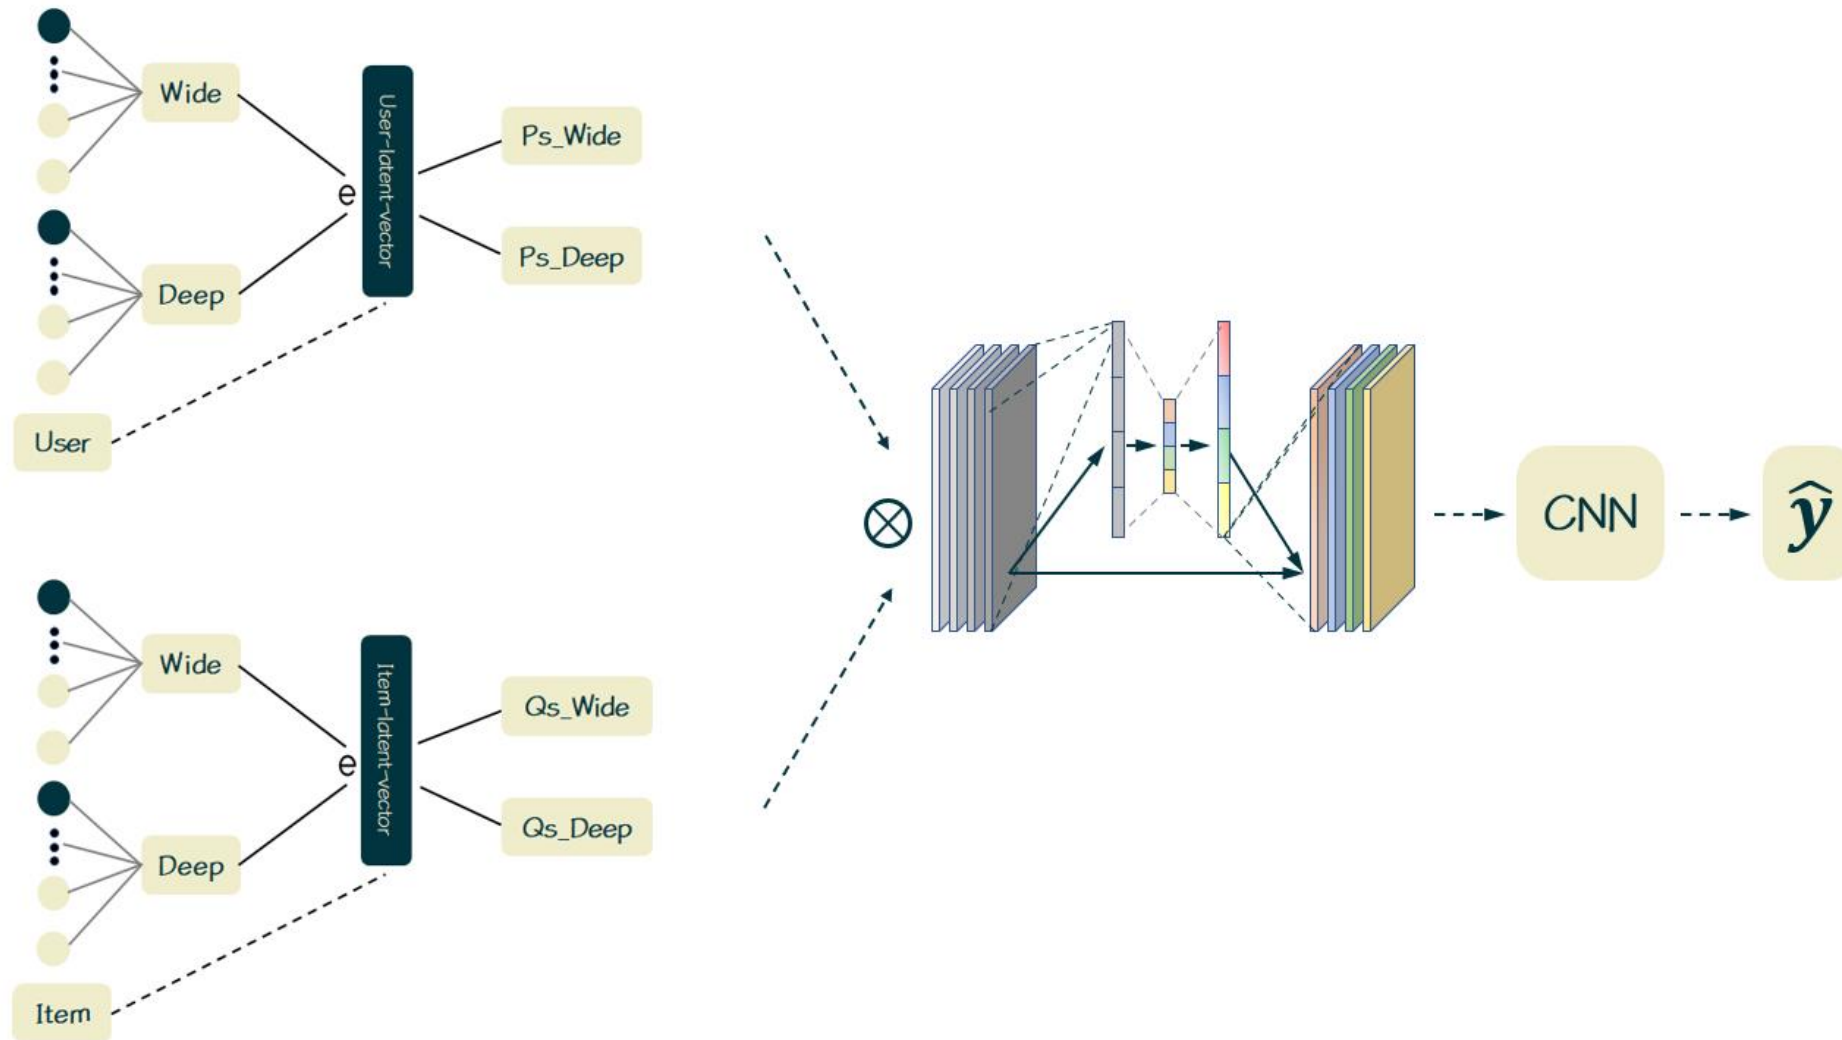 Wide
e
User-latent-vector
Ps_Wide
Ps_Deep
Deep
User
Wide
e
Item-latent-vector
Qs_Wide
Qs_Deep
Deep
Item
⊗
CNN
ŷ